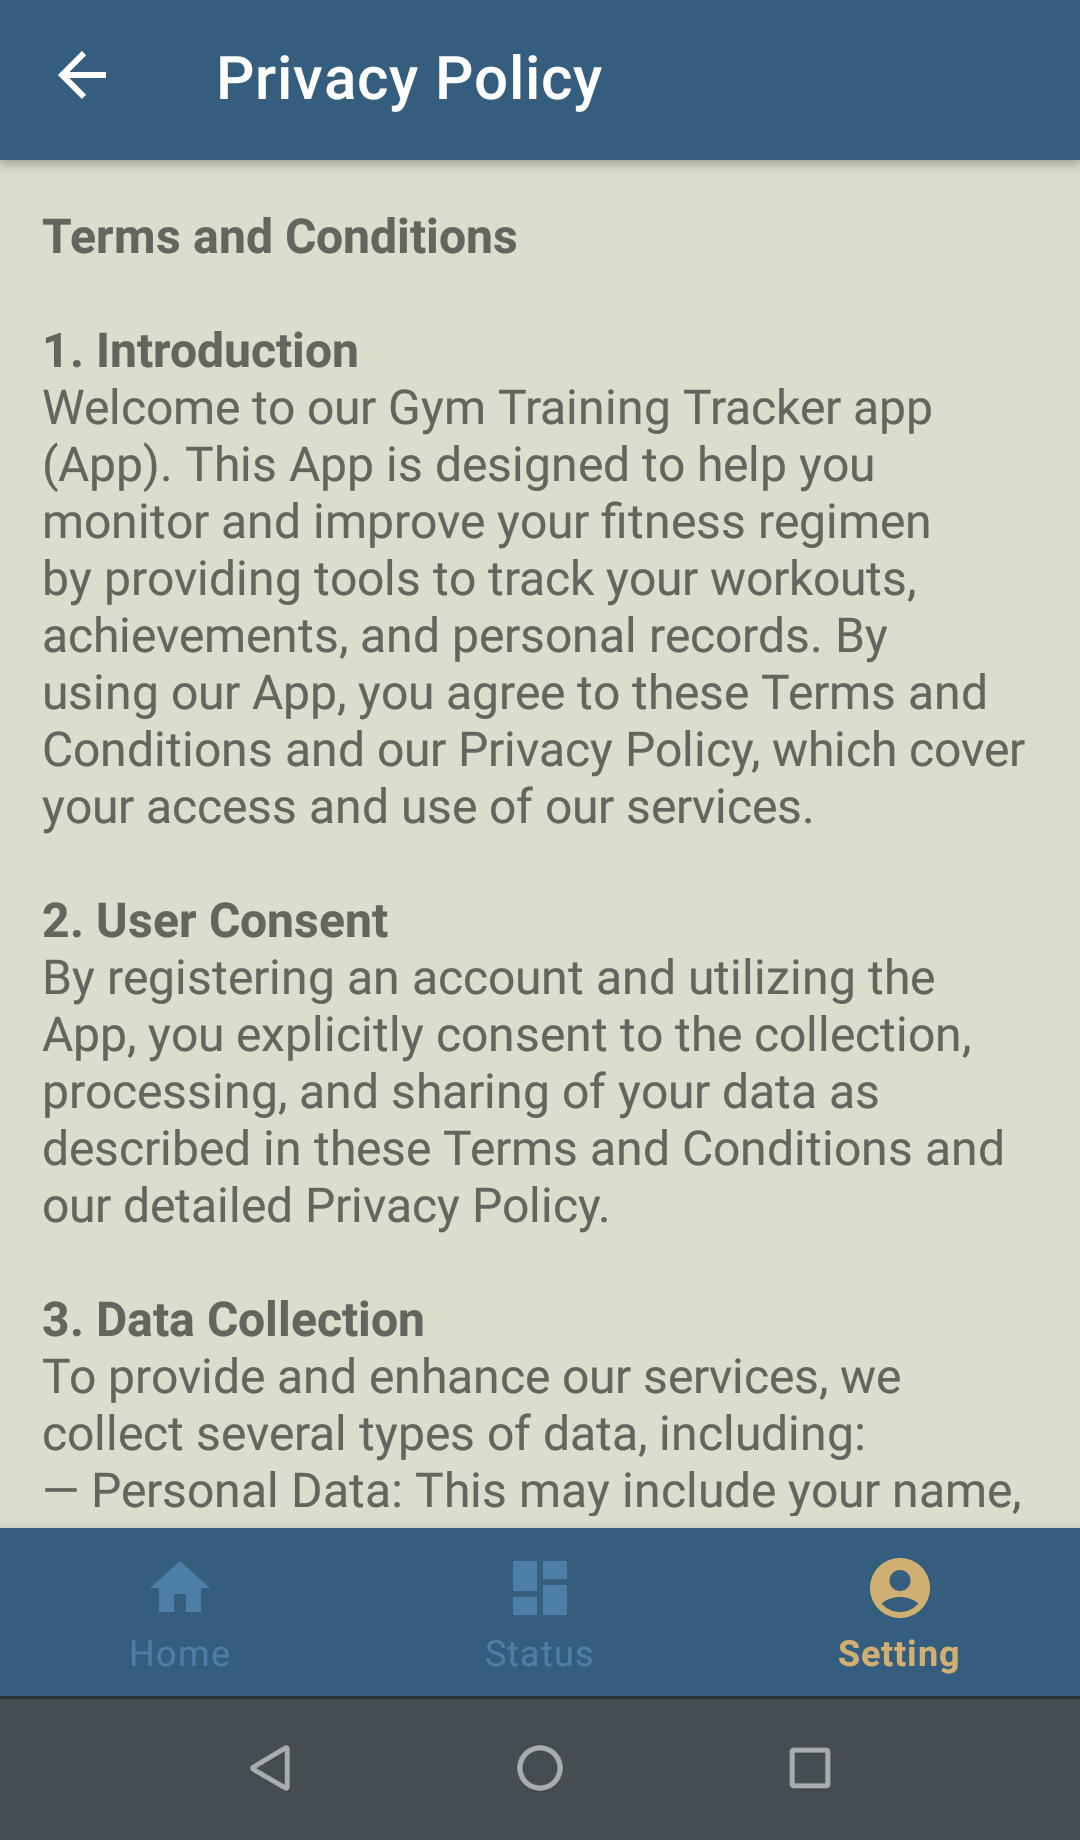 Privacy Policy
Terms and Conditions
1. Introduction
Welcome to our Gym Training Tracker app
(App). This App is designed to help you
monitor and improve your fitness regimen
by providing tools to track your workouts,
achievements, and personal records. By
using our App, you agree to these Terms and
Conditions and our Privacy Policy, which cover
your access and use of our services.
2. User Consent
By registering an account and utilizing the
App, you explicitly consent to the collection,
processing, and sharing of your data as
described in these Terms and Conditions and
our detailed Privacy Policy.
3. Data Collection
To provide and enhance our services, we
collect several types of data, including:
— Personal Data: This may include your name,
Home
Status
Setting